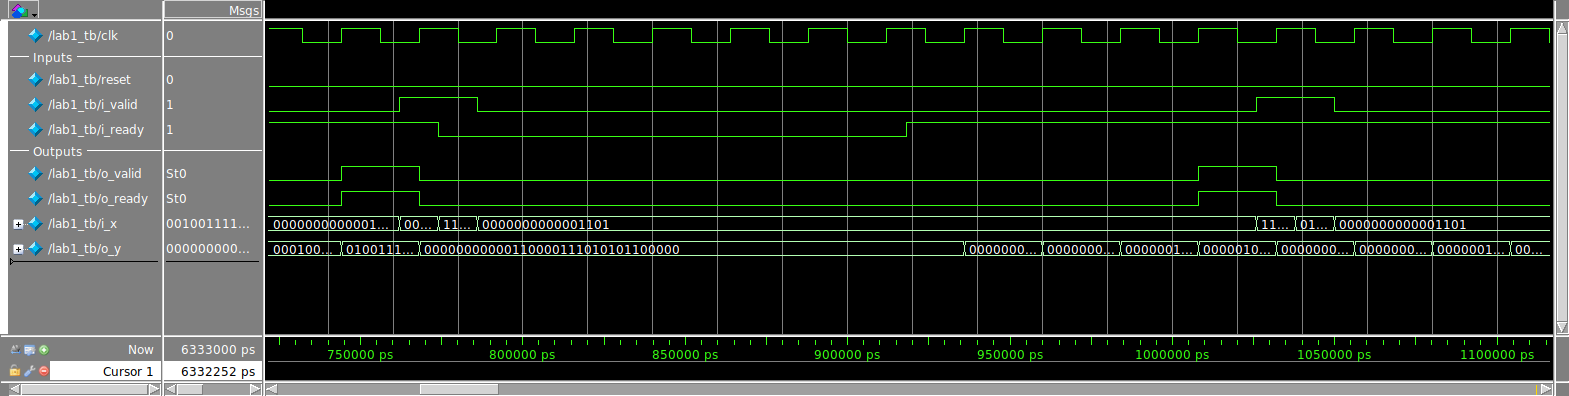 Msgs
/lab1_tb/clk 0
Inputs
/lab1_tb/reset 0
/lab1_tb/i_valid 1
/lab1_tb/i_ready 1
Outputs
/lab1_tb/o_valid St0
/lab1_tb/o_ready St0
/lab1_tb/i_x 001001111... 0000000000001... 00... 11... 0000000000001101 11... 01... 0000000000001101
/lab1_tb/o_y 000000000... 000100... 0100111... 00000000000110000111010101100000 0000000... 0000000... 0000001... 0000010... 0000000... 0000000... 0000001... 00...
Now 6333000 ps 750000 ps 800000 ps 850000 ps 900000 ps 950000 ps 1000000 ps 1050000 ps 1100000 ps
Cursor 1 6332252 ps